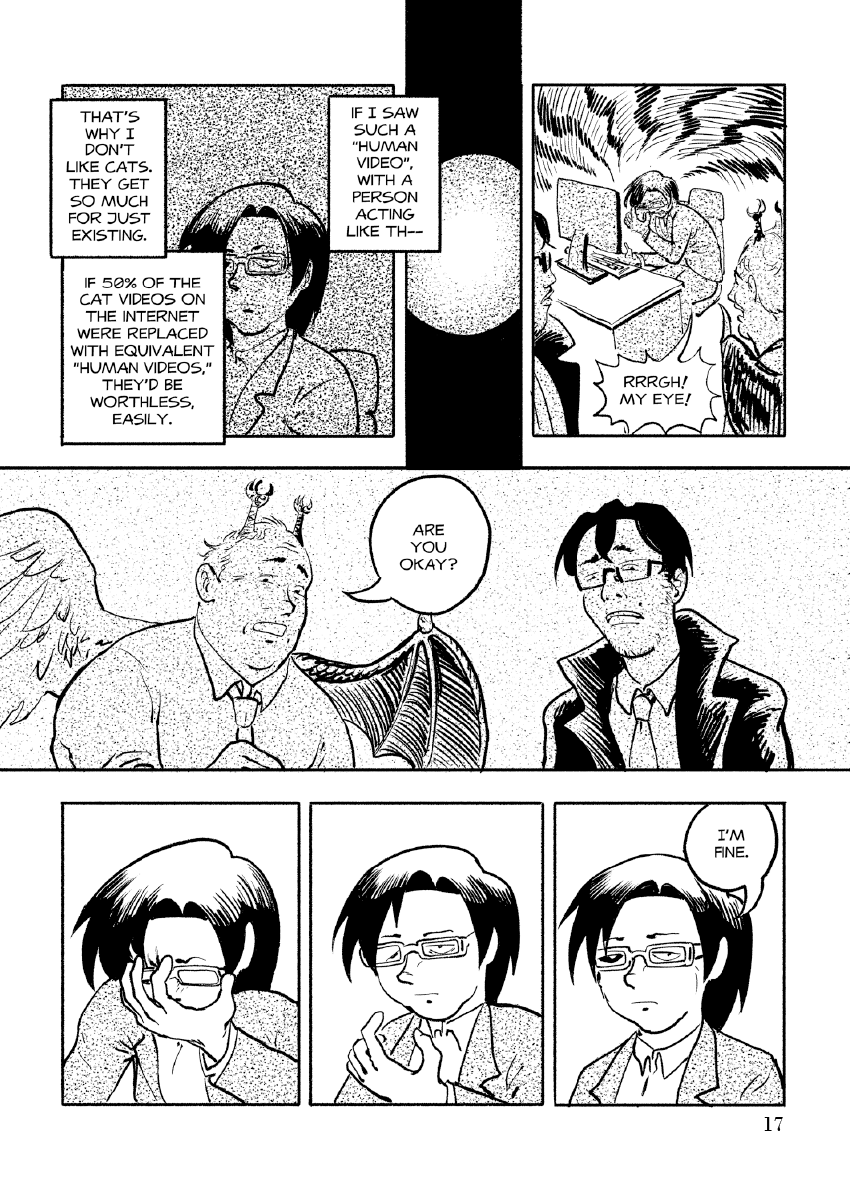 THAT'S
WHY I
DON'T
LIKE CATS.
THEY GET
SO MUCH
FOR JUST
EXISTING.
IF 50% OF THE
CAT VIDEOS ON
THE INTERNET
WERE REPLACED
WITH EQUIVALENT
"HUMAN VIDEOS,"
THEY'D BE
WORTHLESS,
EASILY.
IF I SAW
SUCH A
"HUMAN
VIDEO",
WITH A
PERSON
ACTING
LIKE TH--
RRRGH!
MY EYE!
ARE
YOU
OKAY?
I'M
FINE.
17